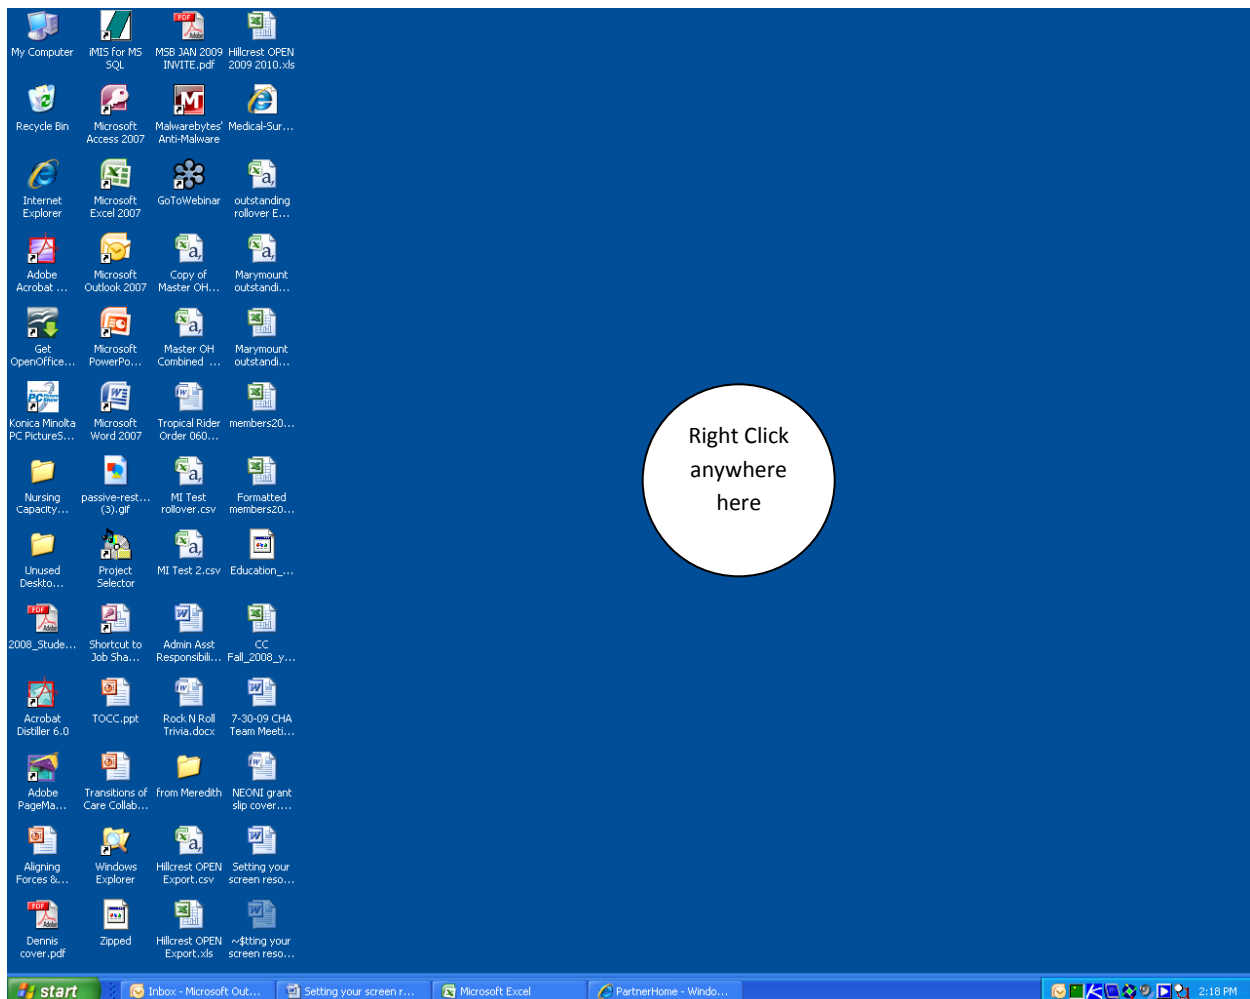 My Computer
iMIS for MS
SQL
MSB JAN 2009
INVITE.pdf
Hillcrest OPEN
2009 2010.xls
Recycle Bin
Microsoft
Access 2007
Malwarebytes'
Anti-Malware
Medical-Sur...
Internet
Explorer
Microsoft
Excel 2007
GoToWebinar
outstanding
rollover E...
Adobe
Acrobat ...
Microsoft
Outlook 2007
Copy of
Master OH...
Marymount
outstandi...
Get
OpenOffice...
Microsoft
PowerPo...
Master OH
Combined ...
Marymount
outstandi...
Konica Minolta
PC PictureS...
Microsoft
Word 2007
Tropical Rider
Order 060...
members20...
Right Click
anywhere
here
Nursing
Capacity...
passive-rest...
(3).gif
MI Test
rollover.csv
Formatted
members20...
Unused
Deskto...
Project
Selector
MI Test 2.csv
Education_...
2008_Stude...
Shortcut to
Job Sha...
Admin Asst
Responsibili...
CC
Fall_2008_y...
Acrobat
Distiller 6.0
TOCC.ppt
Rock N Roll
Trivia.docx
7-30-09 CHA
Team Meeti...
Adobe
PageMa...
Transitions of
Care Collab...
from Meredith
NEONI grant
slip cover....
Aligning
Forces &...
Windows
Explorer
Hillcrest OPEN
Export.csv
Setting your
screen reso...
Dennis
cover.pdf
Zipped
Hillcrest OPEN
Export.xls
~$tting your
screen reso...
start
Inbox - Microsoft Out...
Setting your screen r...
Microsoft Excel
PartnerHome - Windo...
2:18 PM